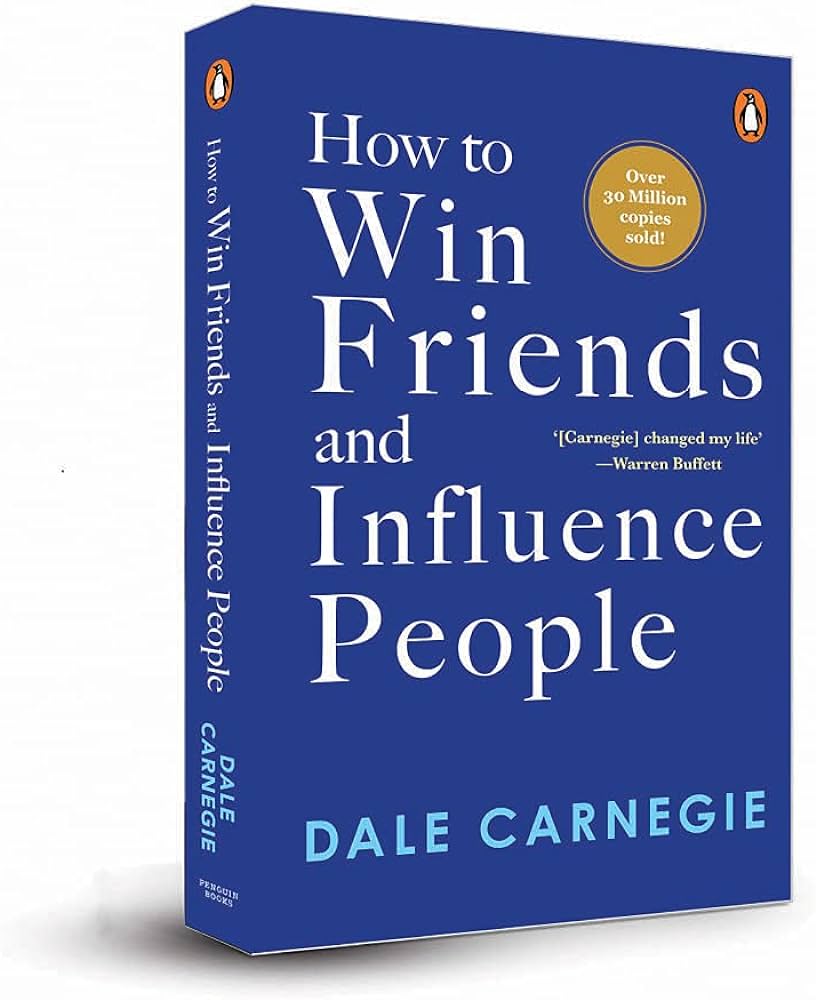 How to Win Friends and Influence People
DALE
CARNEGIE
PENGUIN
BOOKS
How to
Win
Friends
and
Influence
People
Over
30 Million
copies
sold!
‘[Carnegie] changed my life’
—Warren Buffett
DALE CARNEGIE